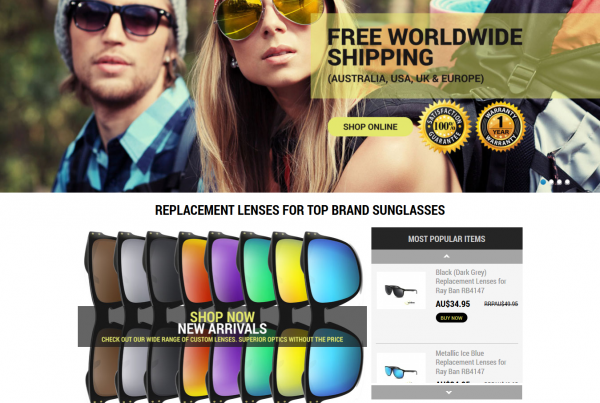 FREE WORLDWIDE
SHIPPING
(AUSTRALIA, USA, UK & EUROPE)
SHOP ONLINE
SATISFACTION
100%
GUARANTEE
WARRANTY
1
YEAR
WARRANTY
REPLACEMENT LENSES FOR TOP BRAND SUNGLASSES
SHOP NOW
NEW ARRIVALS
CHECK OUT OUR WIDE RANGE OF CUSTOM LENSES. SUPERIOR OPTICS WITHOUT THE PRICE
MOST POPULAR ITEMS
Black (Dark Grey)
Replacement Lenses for
Ray Ban RB4147
AU$34.95 RRPAU$49.95
BUY NOW
Metallic Ice Blue
Replacement Lenses for
Ray Ban RB4147